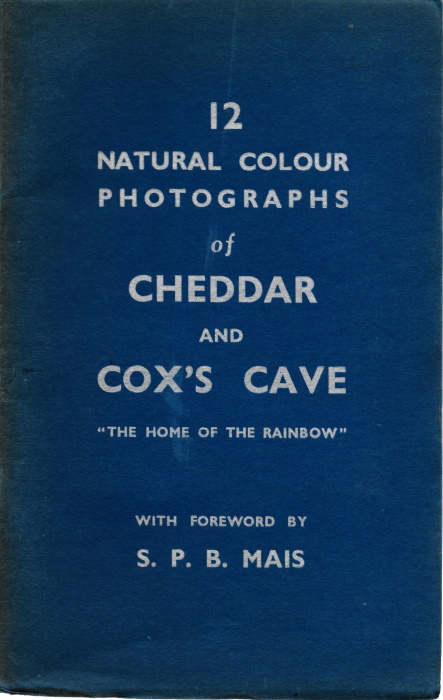 12
NATURAL COLOUR
PHOTOGRAPHS
of
CHEDDAR
AND
COX'S CAVE
"THE HOME OF THE RAINBOW"
WITH FOREWORD BY
S. P. B. MAIS